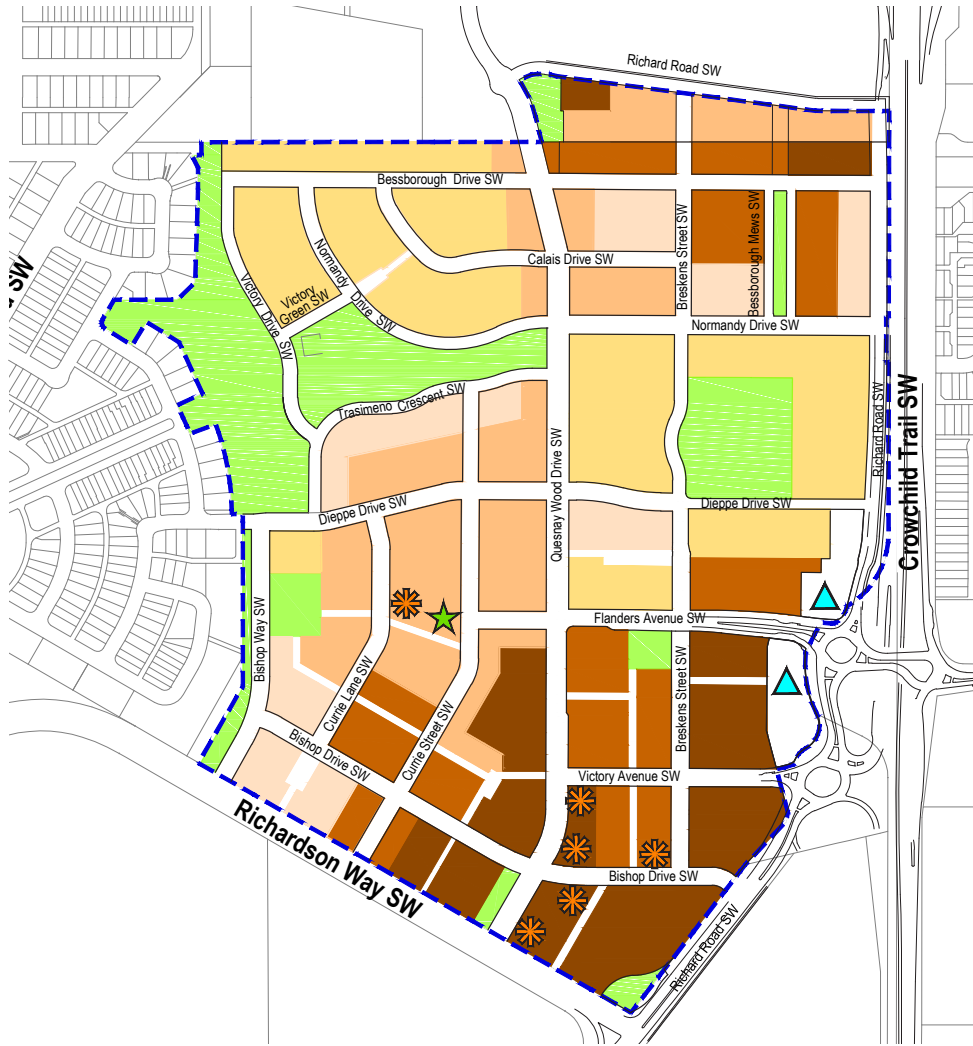 Richard Road SW
Bessborough Drive SW
Breskens Street SW
Bessborough Mews SW
Calais Drive SW
Normandy Drive SW
Victory
Green SW
Victory Drive SW
SW
Normandy Drive SW
Trasimeno Crescent SW
Richard Road SW
Crowchild Trail SW
Quesnay Wood Drive SW
Dieppe Drive SW
Dieppe Drive SW
Flanders Avenue SW
Bishop Way SW
Currie Lane SW
Currie Street SW
Breskens Street SW
Bishop Drive SW
Victory Avenue SW
Richardson Way SW
Bishop Drive SW
Richard Road SW